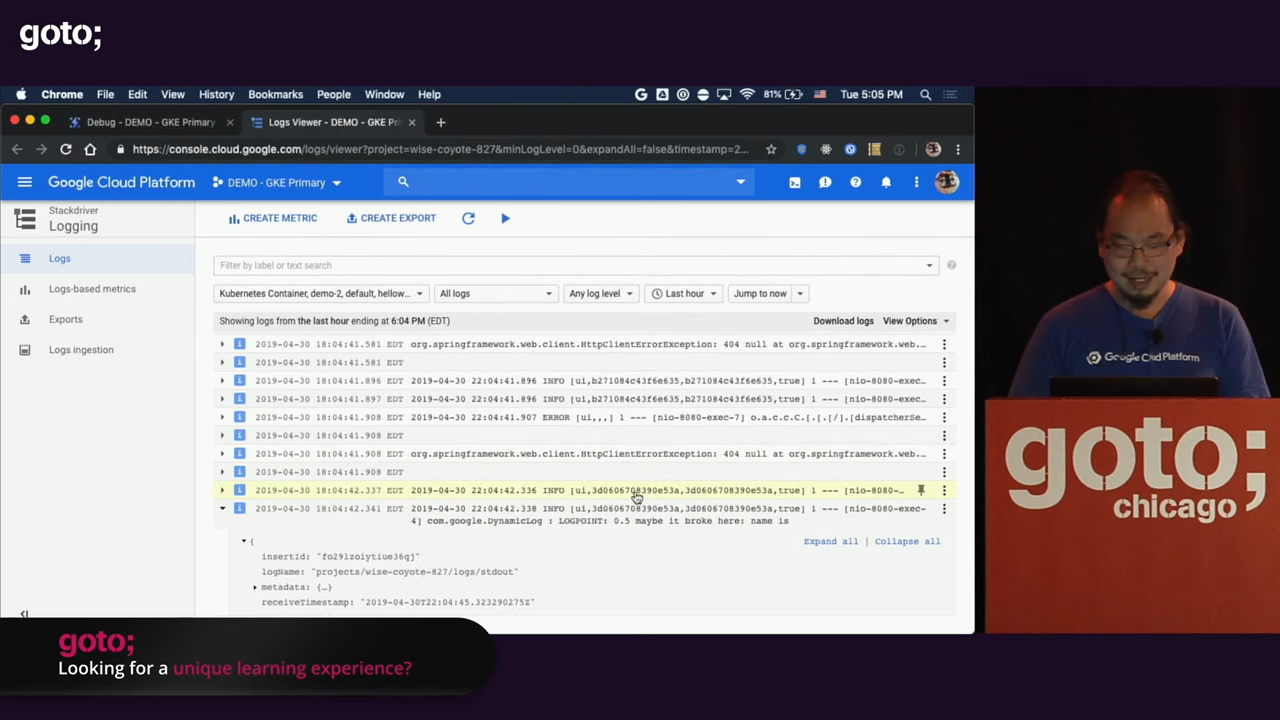 goto;
Chrome File Edit View History Bookmarks People Window Help
81% Tue 5:05 PM
Debug - DEMO - GKE Primary
Logs Viewer - DEMO - GKE Pri
https://console.cloud.google.com/logs/viewer?project=wise-coyote-827&minLogLevel=0&expandAll=false&timestamp=2...
Google Cloud Platform
DEMO - GKE Primary
Stackdriver
Logging
CREATE METRIC
CREATE EXPORT
Logs
Logs-based metrics
Exports
Logs ingestion
Filter by label or text search
Kubernetes Container, demo-2, default, hellow...
All logs
Any log level
Last hour
Jump to now
Showing logs from the last hour ending at 6:04 PM (EDT)
Download logs
View Options
2019-04-30 18:04:41.581 EDT org.springframework.web.client.HttpClientErrorException: 404 null at org.springframework.web.…
2019-04-30 18:04:41.581 EDT
2019-04-30 18:04:41.896 EDT 2019-04-30 22:04:41.896 INFO [ui,b271084c43f6e635,b271084c43f6e635,true] 1 --- [nio-8080-exec…
2019-04-30 18:04:41.897 EDT 2019-04-30 22:04:41.896 INFO [ui,b271084c43f6e635,b271084c43f6e635,true] 1 --- [nio-8080-exec…
2019-04-30 18:04:41.908 EDT 2019-04-30 22:04:41.907 ERROR [ui,,,] 1 --- [nio-8080-exec-7] o.a.c.c.C.[.[.[/].[dispatcherSe…
2019-04-30 18:04:41.908 EDT
2019-04-30 18:04:41.908 EDT org.springframework.web.client.HttpClientErrorException: 404 null at org.springframework.web.…
2019-04-30 18:04:41.908 EDT
2019-04-30 18:04:42.337 EDT 2019-04-30 22:04:42.336 INFO [ui,3d0606708390e53a,3d0606708390e53a,true] 1 --- [nio-8080-…
2019-04-30 18:04:42.341 EDT 2019-04-30 22:04:42.338 INFO [ui,3d0606708390e53a,3d0606708390e53a,true] 1 --- [nio-8080-exec-
4] com.google.DynamicLog : LOGPOINT: 0.5 maybe it broke here: name is
{
Expand all | Collapse all
insertId: "fo29lzoiytiue36qj"
logName: "projects/wise-coyote-827/logs/stdout"
metadata: {…}
receiveTimestamp: "2019-04-30T22:04:45.323290275Z"
Google Cloud Platform
goto;
chicago
goto;
Looking for a unique learning experience?